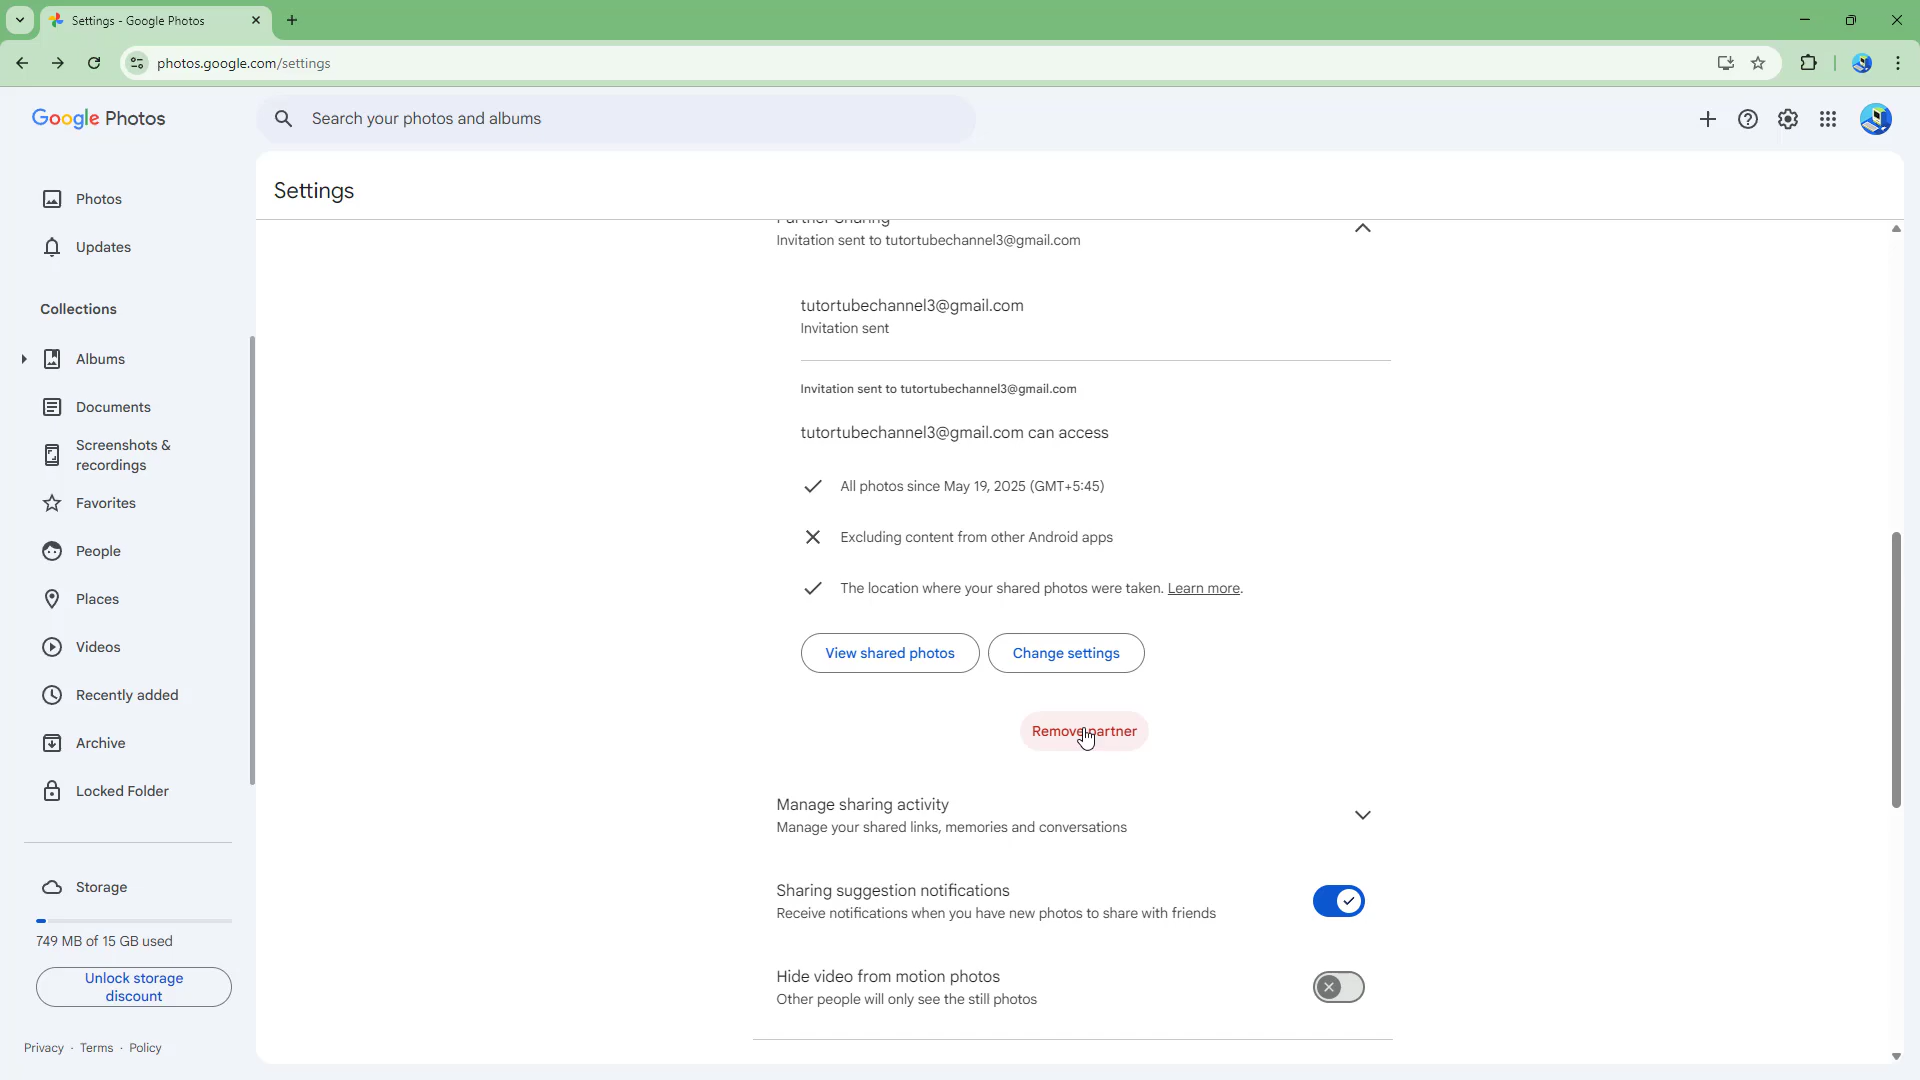 Settings - Google Photos
photos.google.com/settings
Google Photos
Search your photos and albums
Photos
Updates
Collections
Albums
Documents
Screenshots &
recordings
Favorites
People
Places
Videos
Recently added
Archive
Locked Folder
Storage
749 MB of 15 GB used
Unlock storage
discount
Privacy · Terms · Policy
Settings
Partner Sharing
Invitation sent to tutortubechannel3@gmail.com
tutortubechannel3@gmail.com
Invitation sent
Invitation sent to tutortubechannel3@gmail.com
tutortubechannel3@gmail.com can access
All photos since May 19, 2025 (GMT+5:45)
Excluding content from other Android apps
The location where your shared photos were taken. Learn more.
View shared photos
Change settings
Remove partner
Manage sharing activity
Manage your shared links, memories and conversations
Sharing suggestion notifications
Receive notifications when you have new photos to share with friends
Hide video from motion photos
Other people will only see the still photos